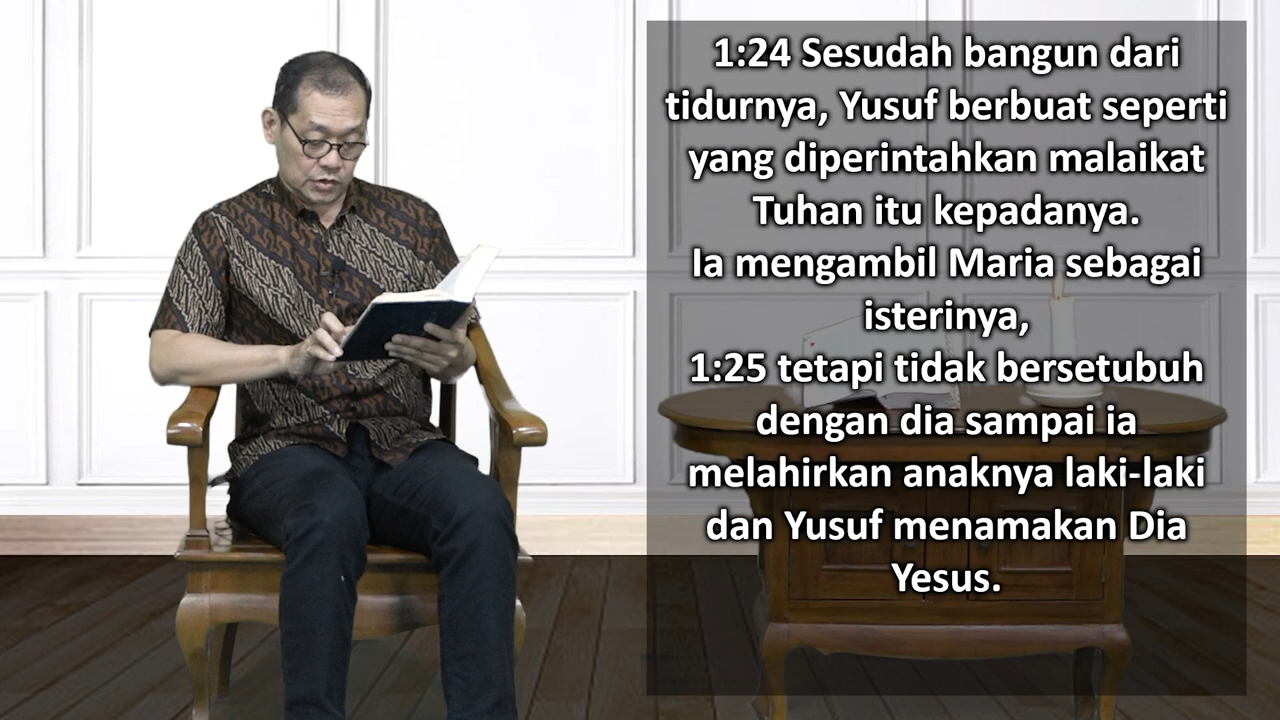 1:24 Sesudah bangun dari
tidurnya, Yusuf berbuat seperti
yang diperintahkan malaikat
Tuhan itu kepadanya.
Ia mengambil Maria sebagai
isterinya,
1:25 tetapi tidak bersetubuh
dengan dia sampai ia
melahirkan anaknya laki-laki
dan Yusuf menamakan Dia
Yesus.